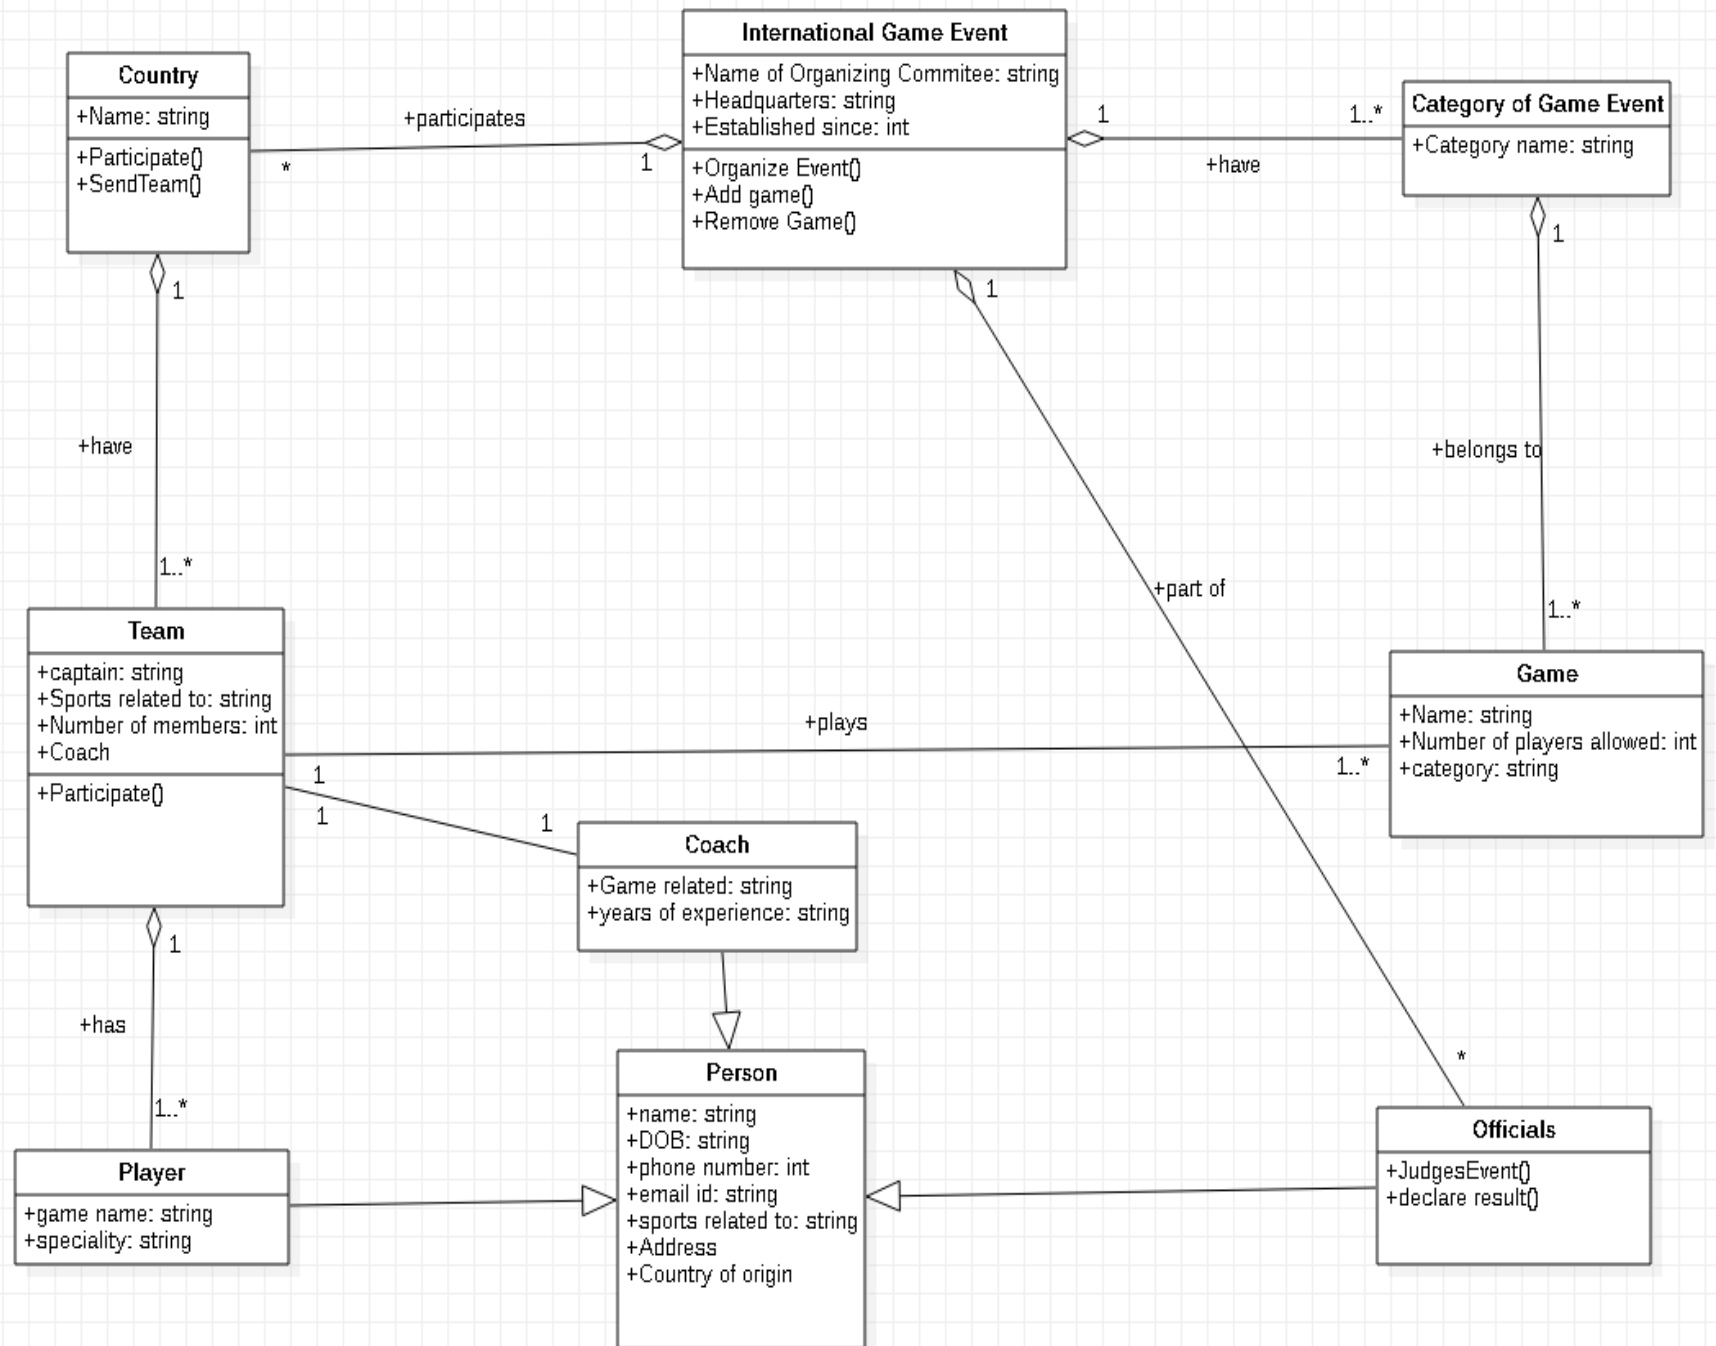 International Game Event
+Name of Organizing Commitee: string
+Headquarters: string
+Established since: int
+Organize Event()
+Add game()
+Remove Game()
Country
+Name: string
+Participate()
+SendTeam()
+participates
*
1
1
1..*
+have
Category of Game Event
+Category name: string
1
1
1
+have
1..*
+belongs to
1..*
+part of
Team
+captain: string
+Sports related to: string
+Number of members: int
+Coach
+Participate()
+plays
1
1..*
Game
+Name: string
+Number of players allowed: int
+category: string
1
1
Coach
+Game related: string
+years of experience: string
1
+has
1..*
*
Person
+name: string
+DOB: string
+phone number: int
+email id: string
+sports related to: string
+Address
+Country of origin
Officials
+JudgesEvent()
+declare result()
Player
+game name: string
+speciality: string